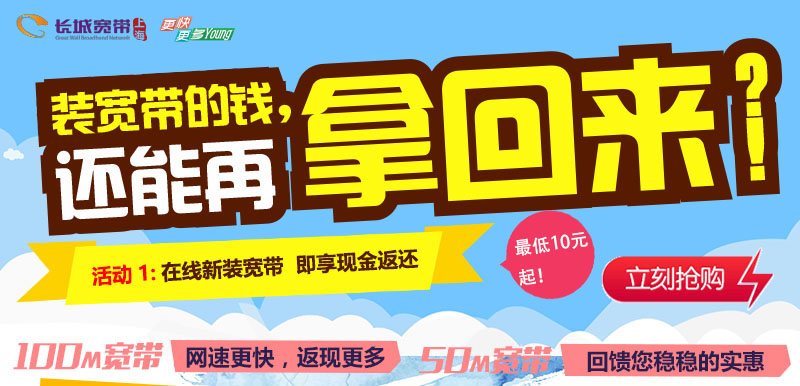 长城宽带 上海
Great Wall Broadband Network
更快
更多Young
装宽带的钱,
还能再
拿回来?!
活动 1: 在线新装宽带 即享现金返还
最低10元
起!
立刻抢购
100M宽带 网速更快，返现更多
50M宽带 回馈您稳稳的实惠